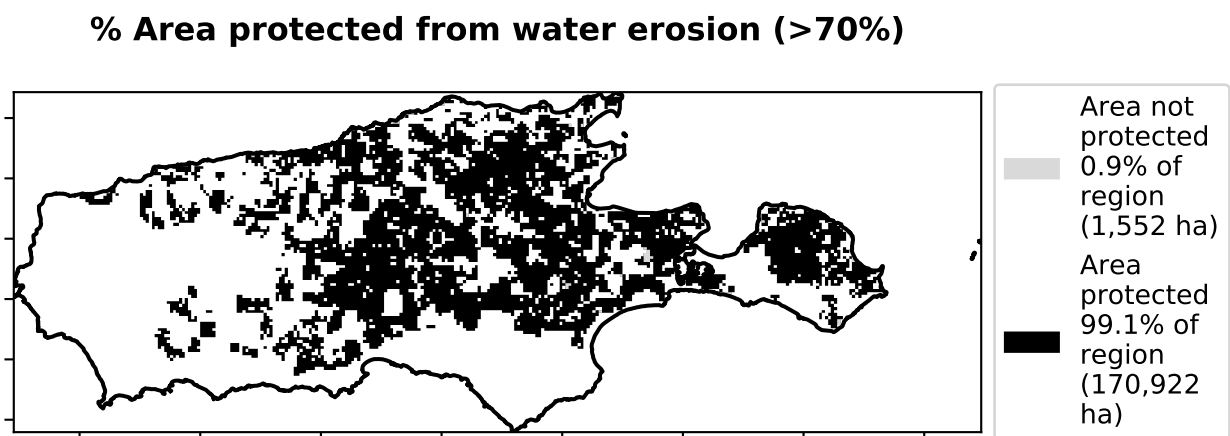 % Area protected from water erosion (>70%)
Area not
protected
0.9% of
region
(1,552 ha)
Area
protected
99.1% of
region
(170,922
ha)